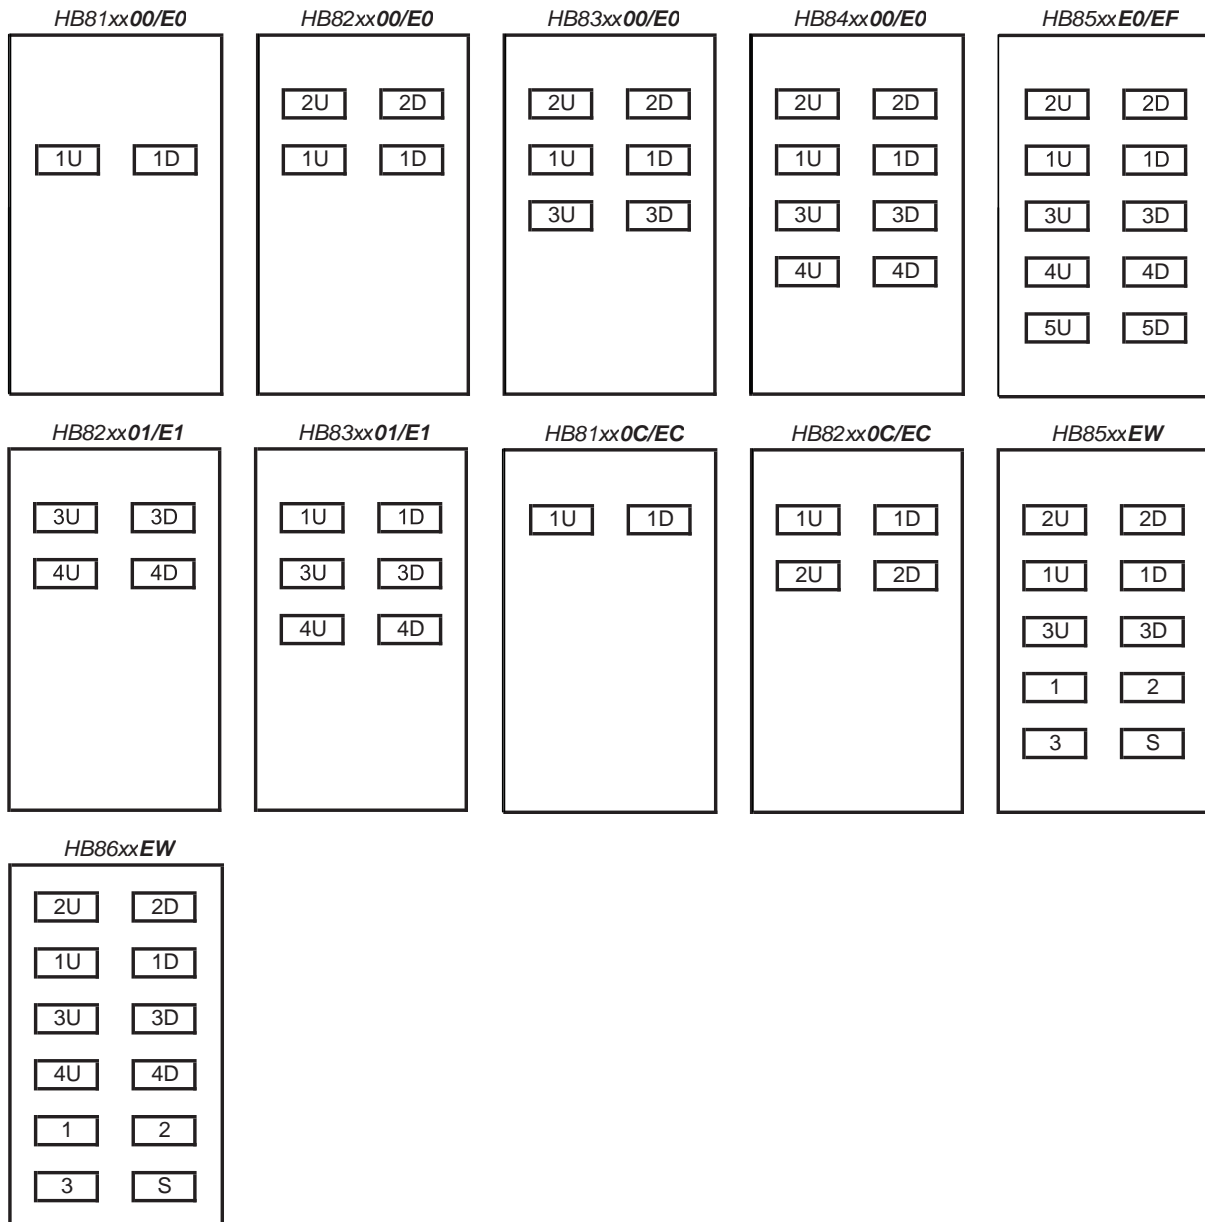 HB81xx00/E0 HB82xx00/E0 HB83xx00/E0 HB84xx00/E0 HB85xxE0/EF
2U 2D 2U 2D 2U 2D 2U 2D
1U 1D 1U 1D 1U 1D 1U 1D 1U 1D
3U 3D 3U 3D 3U 3D
4U 4D 4U 4D
5U 5D
HB82xx01/E1 HB83xx01/E1 HB81xx0C/EC HB82xx0C/EC HB85xxEW
3U 3D 1U 1D 1U 1D 1U 1D 2U 2D
4U 4D 3U 3D 2U 2D 1U 1D
4U 4D 3U 3D
1 2
3 S
HB86xxEW
2U 2D
1U 1D
3U 3D
4U 4D
1 2
3 S